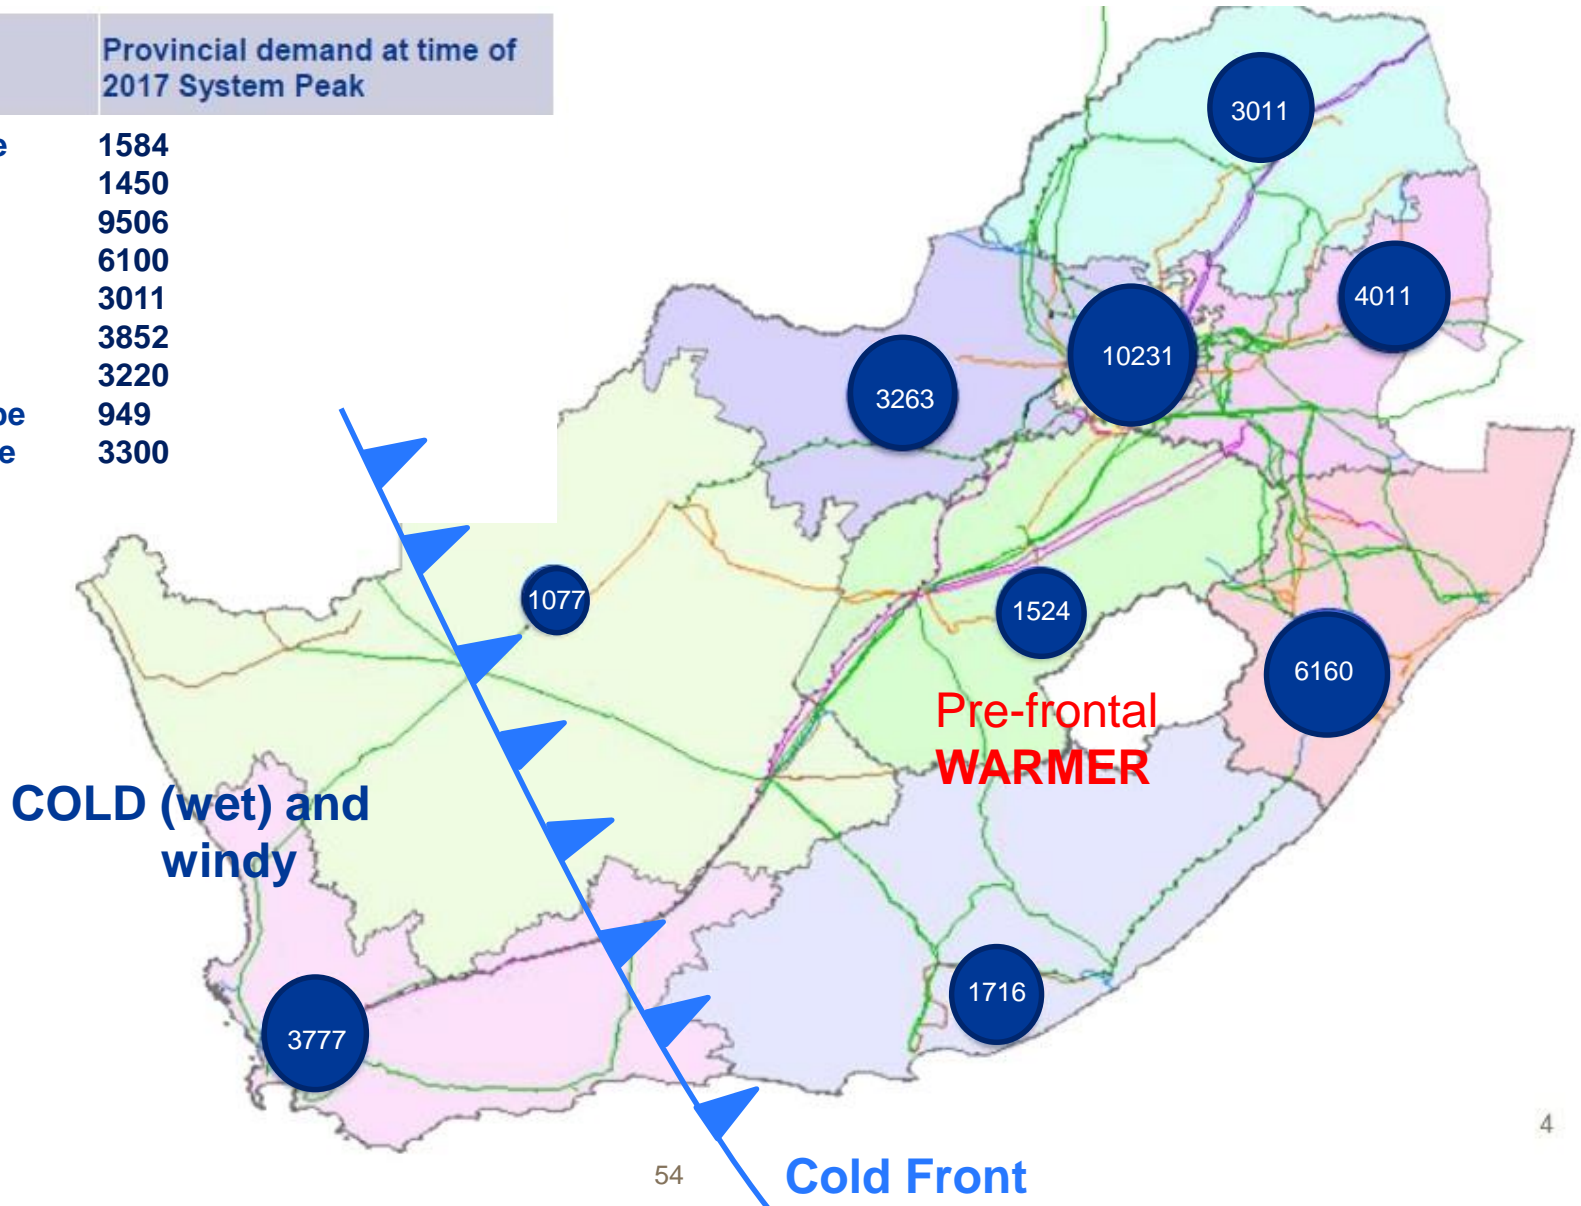 Provincial demand at time of
2017 System Peak
e 1584
1450
9506
6100
3011
3852
3220
pe 949
e 3300
3011
4011
10231
3263
1077
1524
6160
Pre-frontal
WARMER
COLD (wet) and
windy
1716
3777
4
54
Cold Front